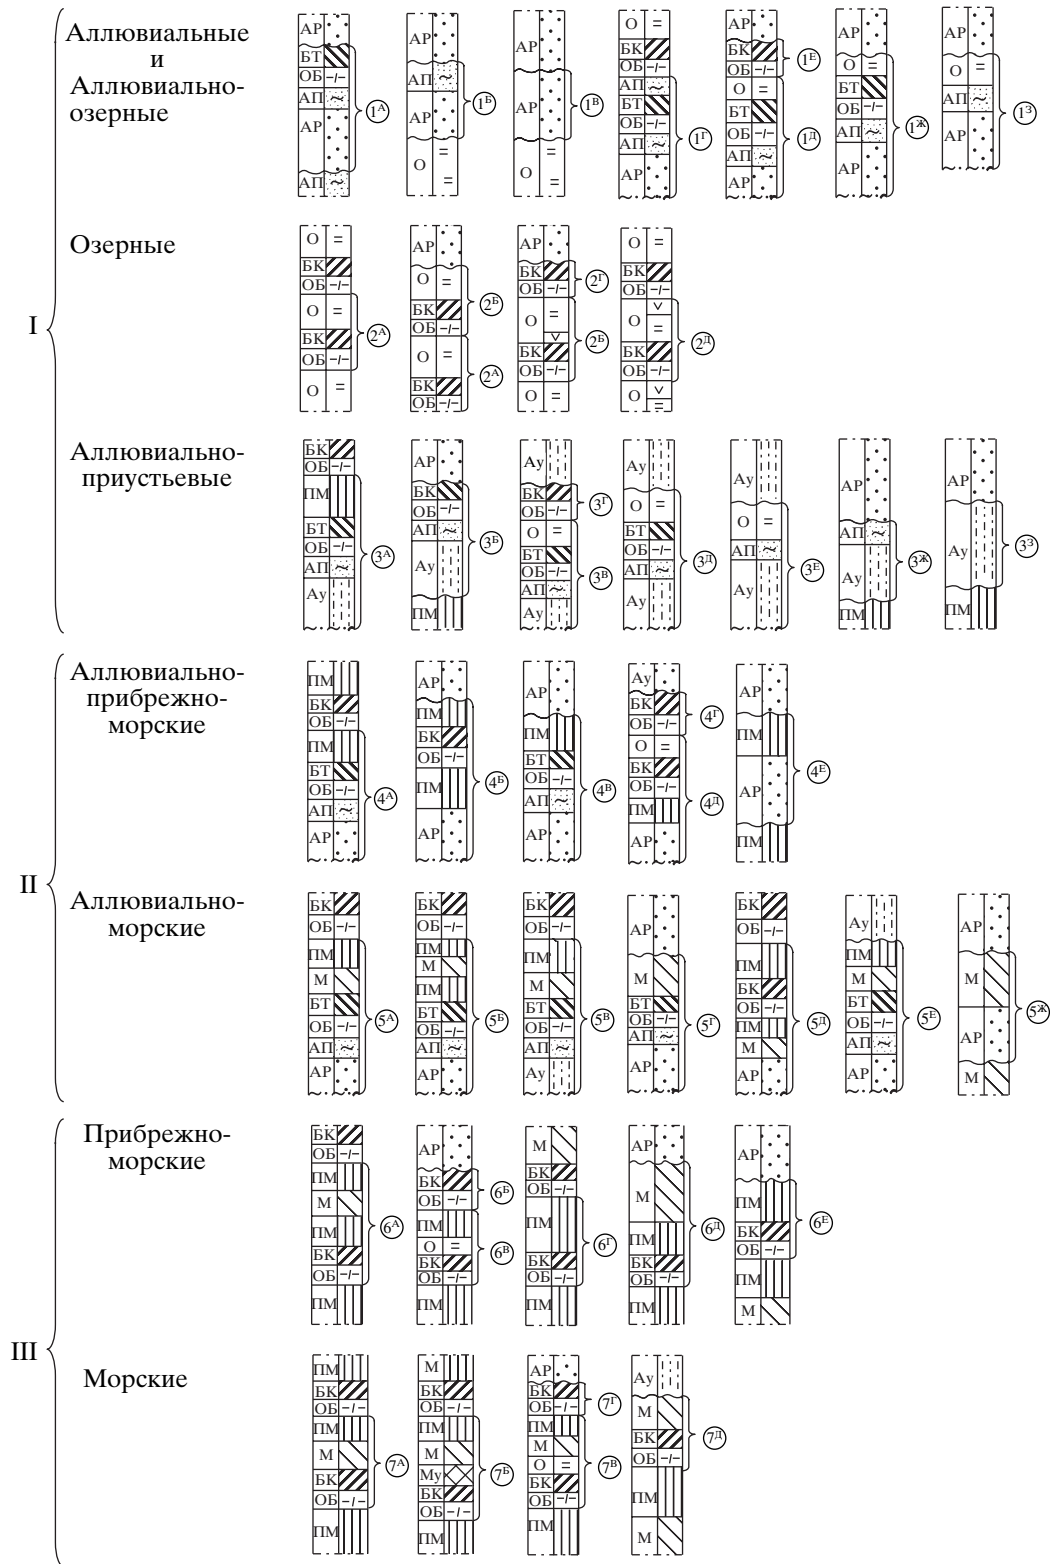 Аллювиальные
и
Аллювиально-
озерные
АР БТ ОБ АП АР АП 1А
АР АП АР О 1Б
АР АР О 1В
О БК ОБ АП БТ ОБ АП АР 1Г
АР БК ОБ О БТ ОБ АП АР 1Е 1Д
АР О БТ ОБ АП АР 1Ж
АР О АП АР 1З
I
Озерные
О БК ОБ О БК ОБ О 2А
АР О БК ОБ О БК ОБ 2Б 2А
АР БК ОБ О БК ОБ О 2Г 2Б
О БК ОБ О БК ОБ О 2Д
Аллювиально-
приустьевые
БК ОБ ПМ БТ ОБ АП Ау 3А
АР БК ОБ АП Ау ПМ 3Б
Ау БК ОБ О БТ ОБ АП Ау 3Г 3В
Ау О БТ ОБ АП Ау 3Д
Ау О АП Ау 3Е
АР АП Ау ПМ 3Ж
АР Ау ПМ 3З
II
Аллювиально-
прибрежно-
морские
ПМ БК ОБ ПМ БТ ОБ АП АР 4А
АР ПМ БК ОБ ПМ АР 4Б
АР ПМ БТ ОБ АП АР 4В
Ау БК ОБ О БК ОБ ПМ АР 4Г 4Д
АР ПМ АР ПМ 4Е
Аллювиально-
морские
БК ОБ ПМ М БТ ОБ АП АР 5А
БК ОБ ПМ М ПМ БТ ОБ АП АР 5Б
БК ОБ ПМ М БТ ОБ АП Ау 5В
АР М БТ ОБ АП АР 5Г
БК ОБ ПМ БК ОБ ПМ М АР 5Д
Ау ПМ М БТ ОБ АП АР 5Е
АР М АР М 5Ж
III
Прибрежно-
морские
БК ОБ ПМ М ПМ БК ОБ ПМ 6А
АР БК ОБ ПМ О БК ОБ ПМ 6Б 6В
М БК ОБ ПМ БК ОБ ПМ 6Г
АР М ПМ БК ОБ ПМ 6Д
АР ПМ БК ОБ ПМ М 6Е
Морские
ПМ БК ОБ ПМ М БК ОБ ПМ 7А
М БК ОБ ПМ М Му БК ОБ ПМ 7Б
АР БК ОБ ПМ М О БК ОБ ПМ 7Г 7В
Ау М БК ОБ ПМ М 7Д